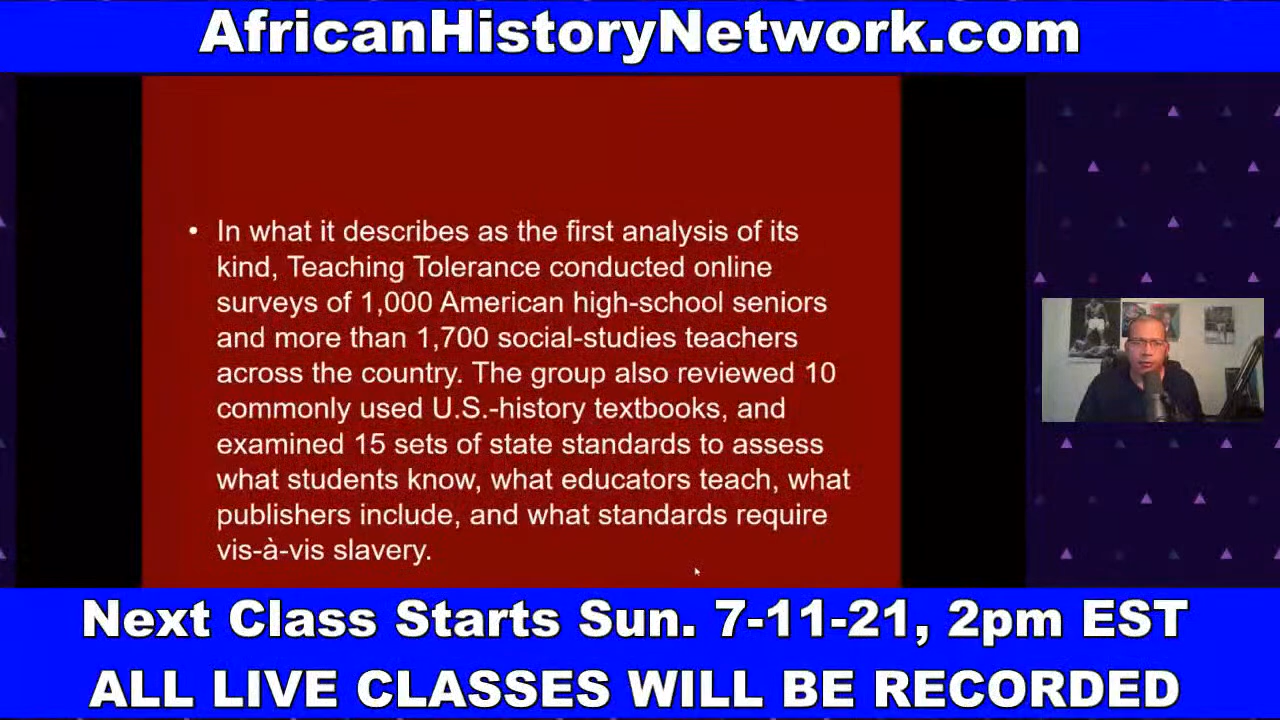 AfricanHistoryNetwork.com
• In what it describes as the first analysis of its
kind, Teaching Tolerance conducted online
surveys of 1,000 American high-school seniors
and more than 1,700 social-studies teachers
across the country. The group also reviewed 10
commonly used U.S.-history textbooks, and
examined 15 sets of state standards to assess
what students know, what educators teach, what
publishers include, and what standards require
vis-à-vis slavery.
Next Class Starts Sun. 7-11-21, 2pm EST
ALL LIVE CLASSES WILL BE RECORDED